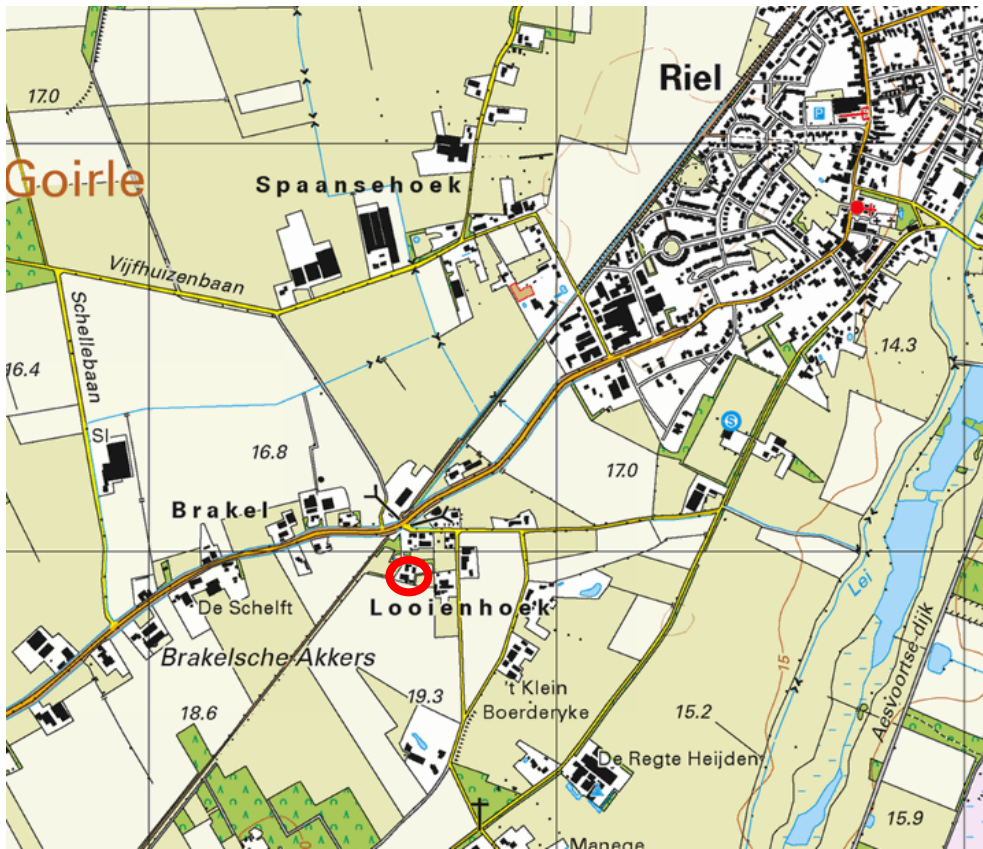 Riel
17.0
P
Goirle
Spaansehoek
Vijfhuizenbaan
Schellebaan
14.3
16.4
S
SI
16.8
17.0
Brakel
Lei
De Schelft
Looienhoek
Brakelsche Akkers
't Klein
Boerderyke
19.3
18.6
15
15.2
Aesvoortse dijk
De Regte Heijden
15.9
Manege